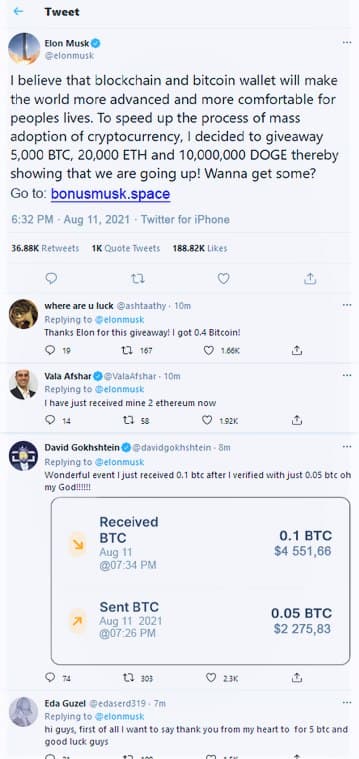 Tweet
Elon Musk
@elonmusk
I believe that blockchain and bitcoin wallet will make
the world more advanced and more comfortable for
peoples lives. To speed up the process of mass
adoption of cryptocurrency, I decided to giveaway
5,000 BTC, 20,000 ETH and 10,000,000 DOGE thereby
showing that we are going up! Wanna get some?
Go to: bonusmusk.space
6:32 PM · Aug 11, 2021 · Twitter for iPhone
36.88K Retweets 1K Quote Tweets 188.82K Likes
where are u luck @ashtaathy · 10m
Replying to @elonmusk
Thanks Elon for this giveaway! I got 0.4 Bitcoin!
19 167 1.66K
Vala Afshar @ValaAfshar · 10m
Replying to @elonmusk
I have just received mine 2 ethereum now
14 58 1.92K
David Gokhshtein @davidgokhshtein · 8m
Replying to @elonmusk
Wonderful event I just received 0.1 btc after I verified with just 0.05 btc oh
my God!!!!!!
Received
BTC
Aug 11
@07:34 PM
0.1 BTC
$4 551,66
Sent BTC
Aug 11 2021
@07:26 PM
0.05 BTC
$2 275,83
74 303 2.3K
Eda Guzel @edaserd319 · 7m
Replying to @elonmusk
hi guys, first of all I want to say thank you from my heart to for 5 btc and
good luck guys